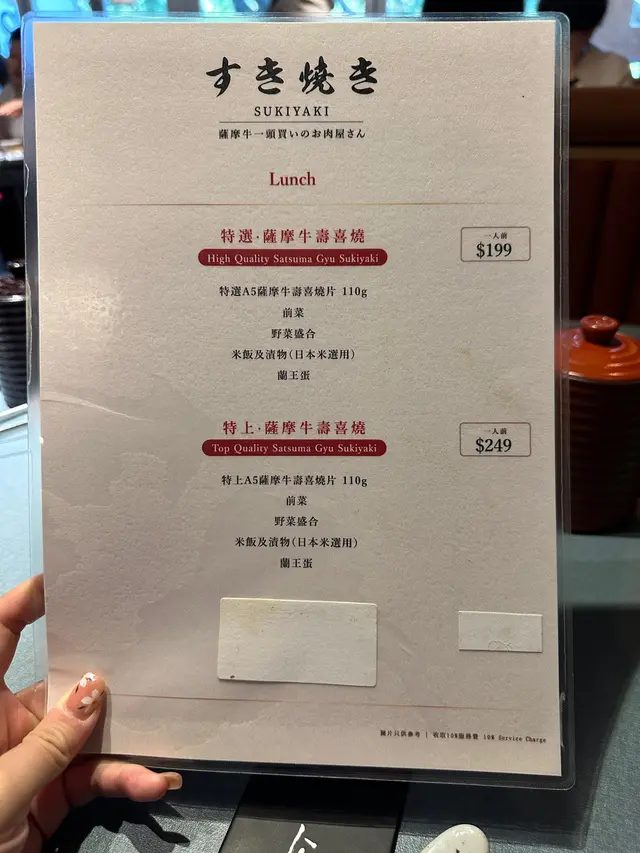 すき焼き
SUKIYAKI
薩摩牛一頭買いのお肉屋さん
Lunch
特選·薩摩牛壽喜燒
一人前
$199
High Quality Satsuma Gyu Sukiyaki
特選A5薩摩牛壽喜燒片 110g
前菜
野菜盛合
米飯及漬物(日本米選用)
蘭王蛋
特上·薩摩牛壽喜燒
一人前
$249
Top Quality Satsuma Gyu Sukiyaki
特上A5薩摩牛壽喜燒片 110g
前菜
野菜盛合
米飯及漬物(日本米選用)
蘭王蛋
圖片只供參考 | 收取10%服務費 10% Service Charge